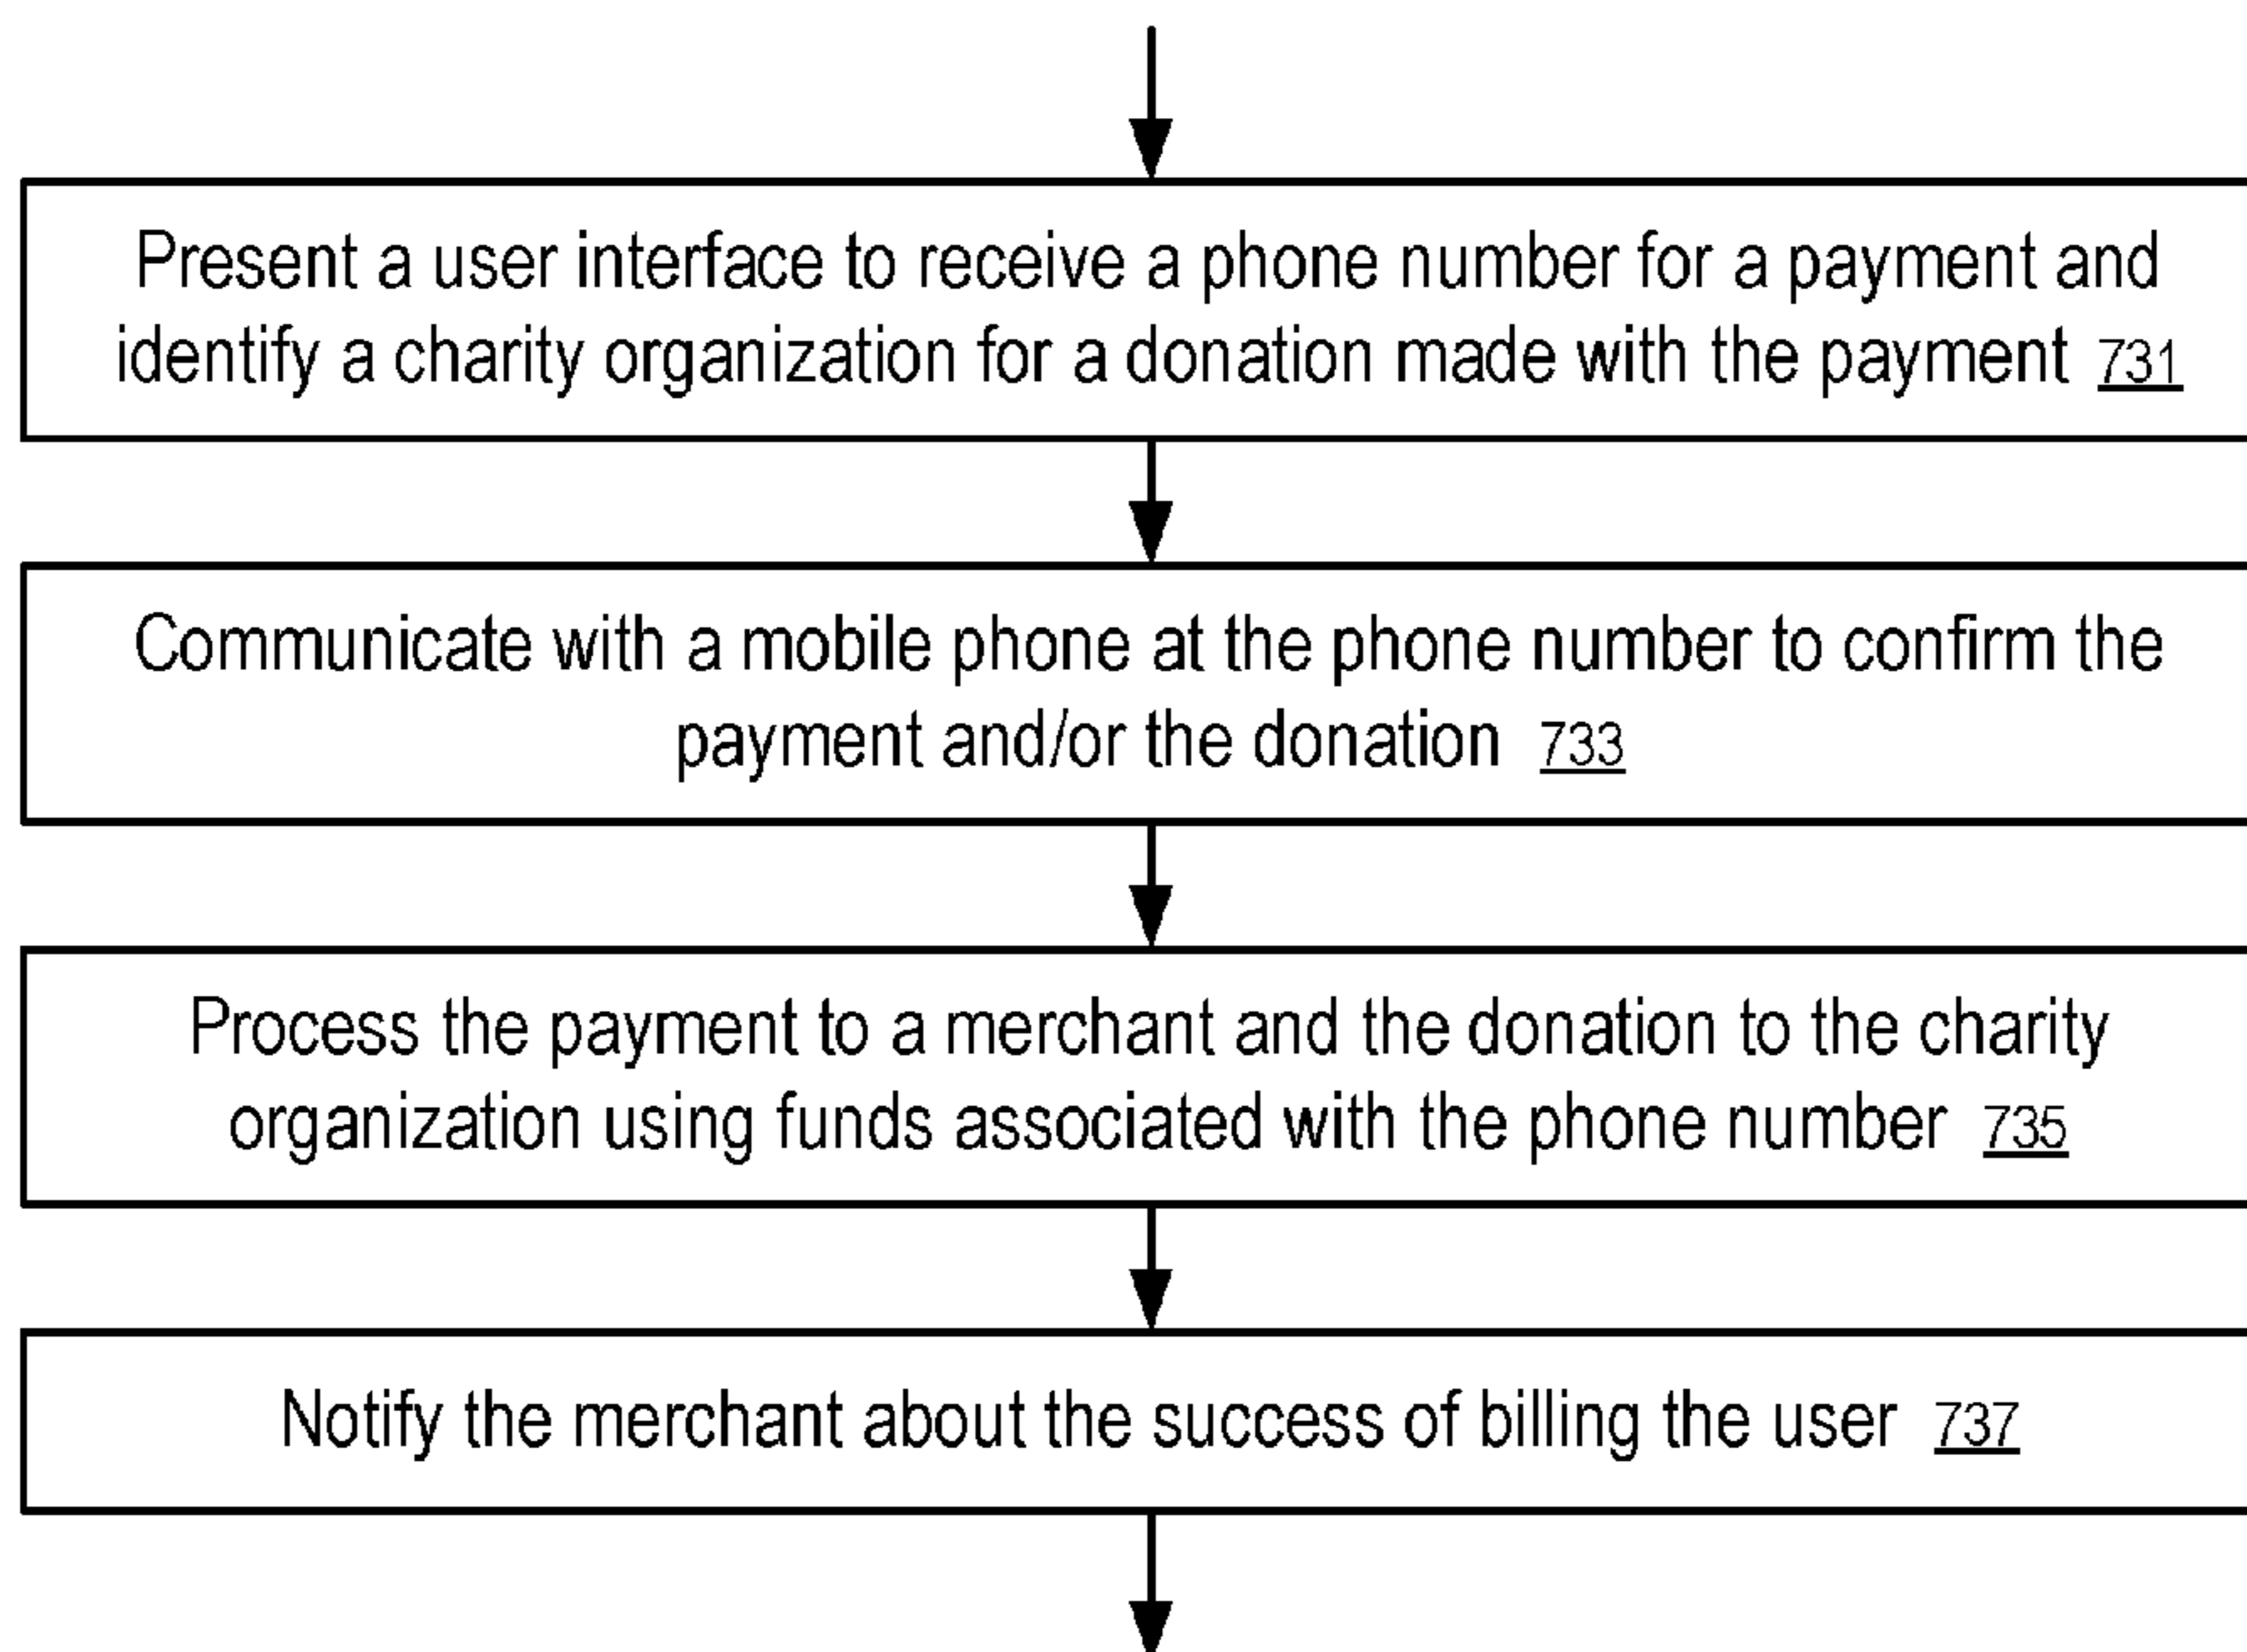 Present a user interface to receive a phone number for a payment and
identify a charity organization for a donation made with the payment 731
Communicate with a mobile phone at the phone number to confirm the
payment and/or the donation 733
Process the payment to a merchant and the donation to the charity
organization using funds associated with the phone number 735
Notify the merchant about the success of billing the user 737